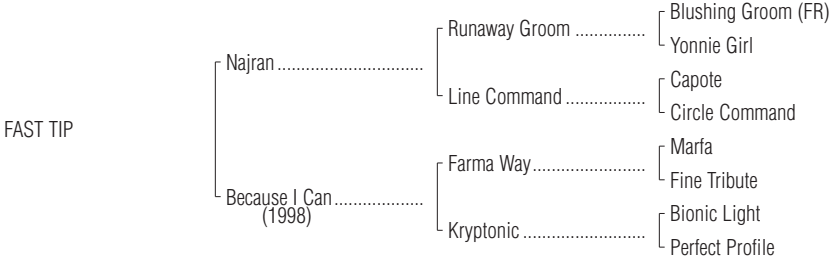 Blushing Groom (FR)
Runaway Groom ...............
Yonnie Girl
Najran ...............................
Capote
Line Command .................
Circle Command
FAST TIP
Marfa
Farma Way........................
Fine Tribute
Because I Can...................
(1998)
Bionic Light
Kryptonic ..........................
Perfect Profile